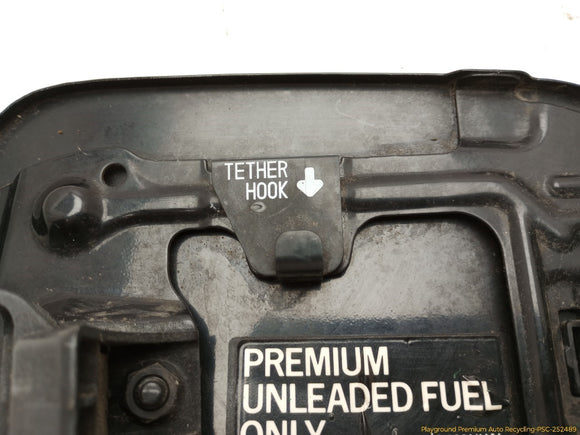 TETHER
HOOK
PREMIUM
UNLEADED FUEL
ONLY
Playground Premium Auto Recycling-PSC-252489